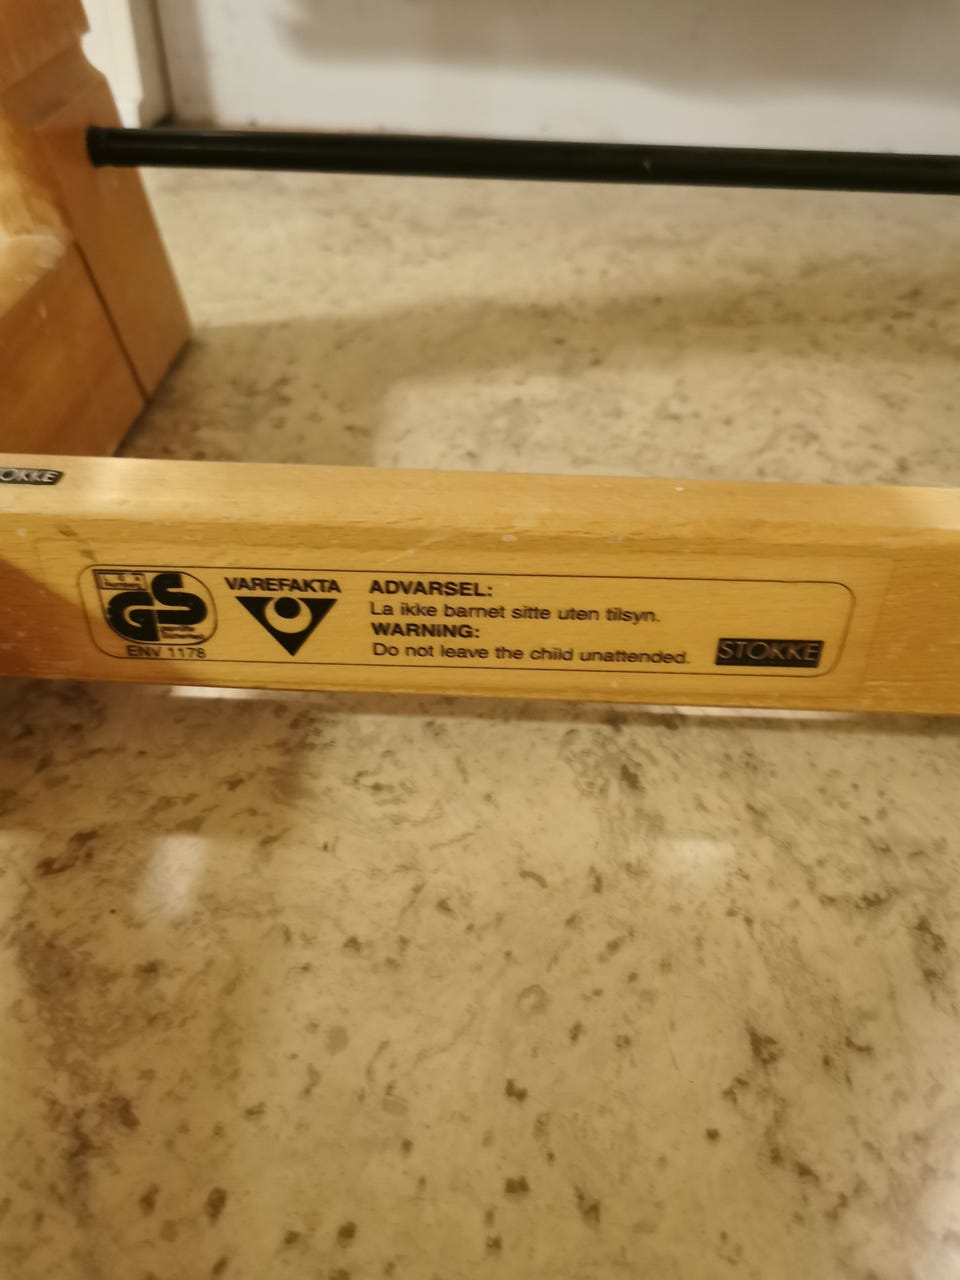 OKKE
GS
VAREFAKTA
ENV 1178
ADVARSEL:
La ikke barnet sitte uten tilsyn.
WARNING:
Do not leave the child unattended.
STOKKE